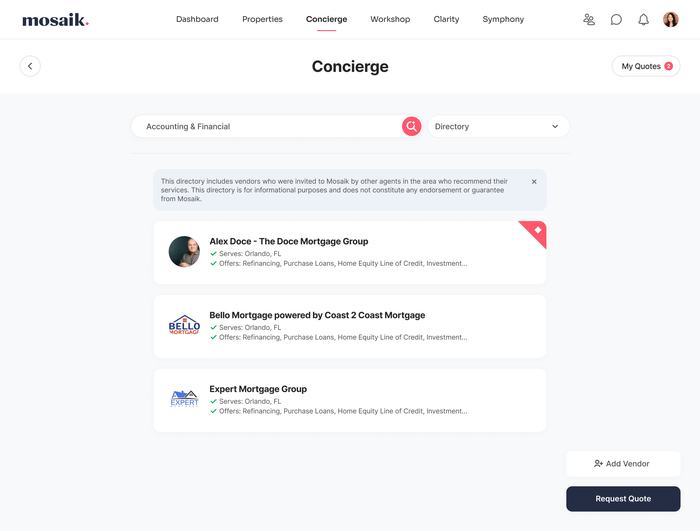 mosaik.
Dashboard
Properties
Concierge
Workshop
Clarity
Symphony
Concierge
My Quotes 2
Accounting & Financial
Directory
This directory includes vendors who were invited to Mosaik by other agents in the area who recommend their
services. This directory is for informational purposes and does not constitute any endorsement or guarantee
from Mosaik.
Alex Doce - The Doce Mortgage Group
Serves: Orlando, FL
Offers: Refinancing, Purchase Loans, Home Equity Line of Credit, Investment...
BELLO
MORTGAGE
Bello Mortgage powered by Coast 2 Coast Mortgage
Serves: Orlando, FL
Offers: Refinancing, Purchase Loans, Home Equity Line of Credit, Investment...
EXPERT
Expert Mortgage Group
Serves: Orlando, FL
Offers: Refinancing, Purchase Loans, Home Equity Line of Credit, Investment...
Add Vendor
Request Quote